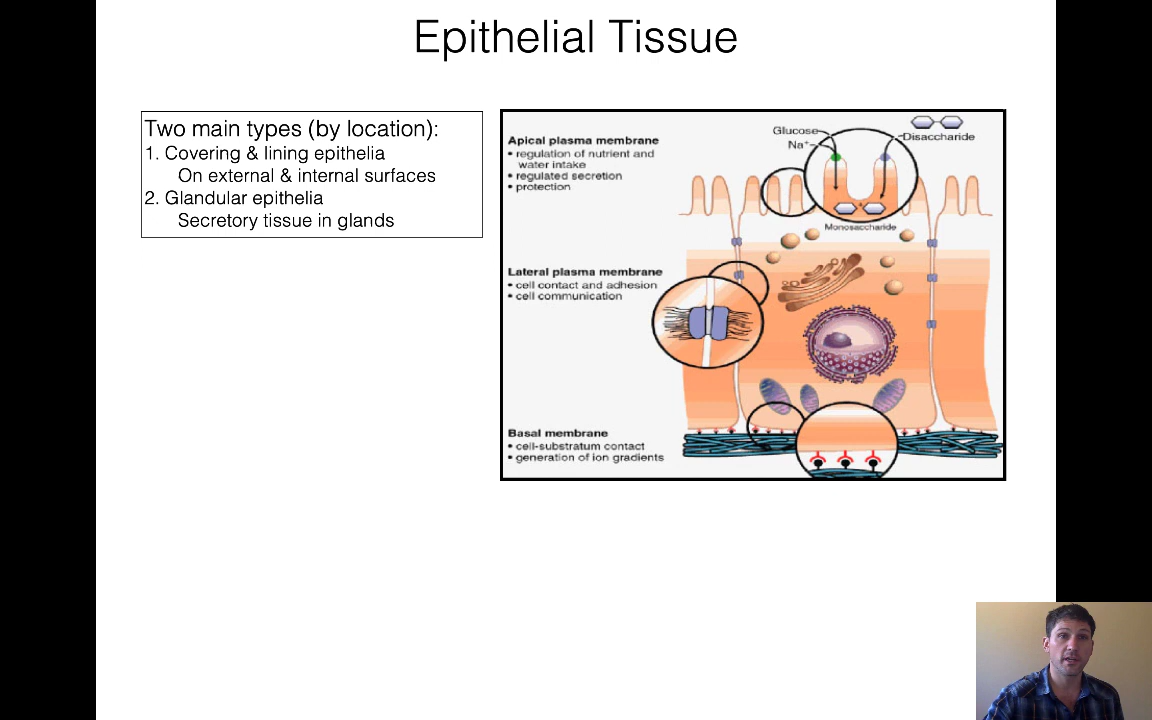 Epithelial Tissue
Two main types (by location):
1. Covering & lining epithelia
On external & internal surfaces
2. Glandular epithelia
Secretory tissue in glands
Apical plasma membrane
• regulation of nutrient and
water intake
• regulated secretion
• protection
Glucose
Na+
Disaccharide
Monosaccharide
Lateral plasma membrane
• cell contact and adhesion
• cell communication
Basal membrane
• cell-substratum contact
• generation of ion gradients